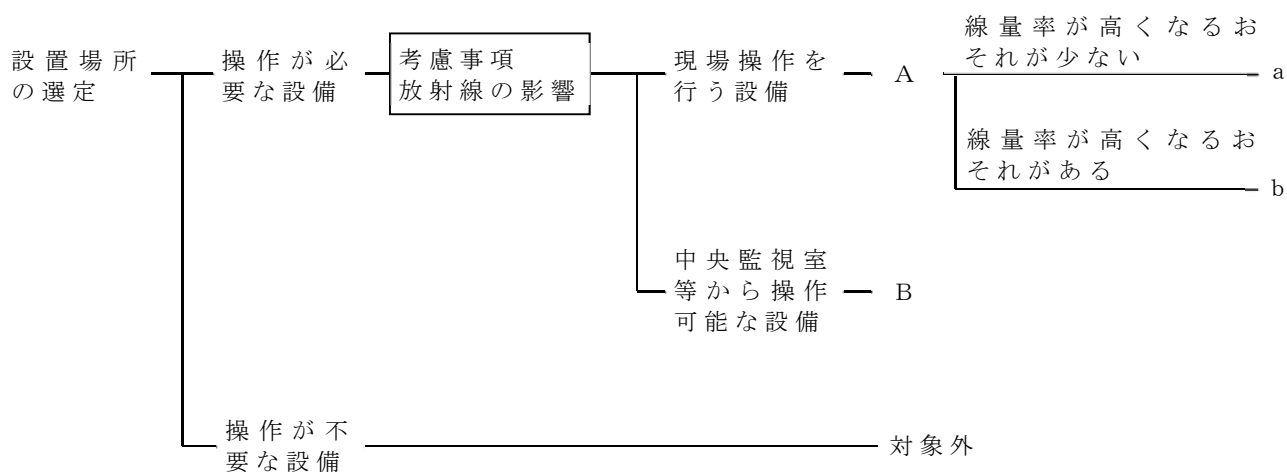 設置場所
の選定
操作が必
要な設備
考慮事項
放射線の影響
現場操作を
行う設備
A
線量率が高くなるお
それが少ない
a
線量率が高くなるお
それがある
b
中央監視室
等から操作
可能な設備
B
操作が不
要な設備
対象外